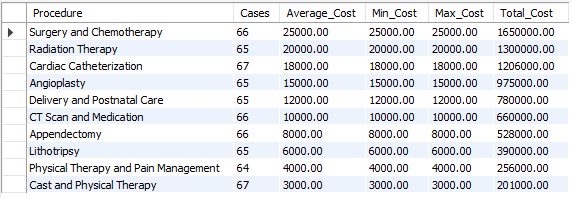 Procedure Cases Average_Cost Min_Cost Max_Cost Total_Cost
Surgery and Chemotherapy 66 25000.00 25000.00 25000.00 1650000.00
Radiation Therapy 65 20000.00 20000.00 20000.00 1300000.00
Cardiac Catheterization 67 18000.00 18000.00 18000.00 1206000.00
Angioplasty 65 15000.00 15000.00 15000.00 975000.00
Delivery and Postnatal Care 65 12000.00 12000.00 12000.00 780000.00
CT Scan and Medication 66 10000.00 10000.00 10000.00 660000.00
Appendectomy 66 8000.00 8000.00 8000.00 528000.00
Lithotripsy 65 6000.00 6000.00 6000.00 390000.00
Physical Therapy and Pain Management 64 4000.00 4000.00 4000.00 256000.00
Cast and Physical Therapy 67 3000.00 3000.00 3000.00 201000.00